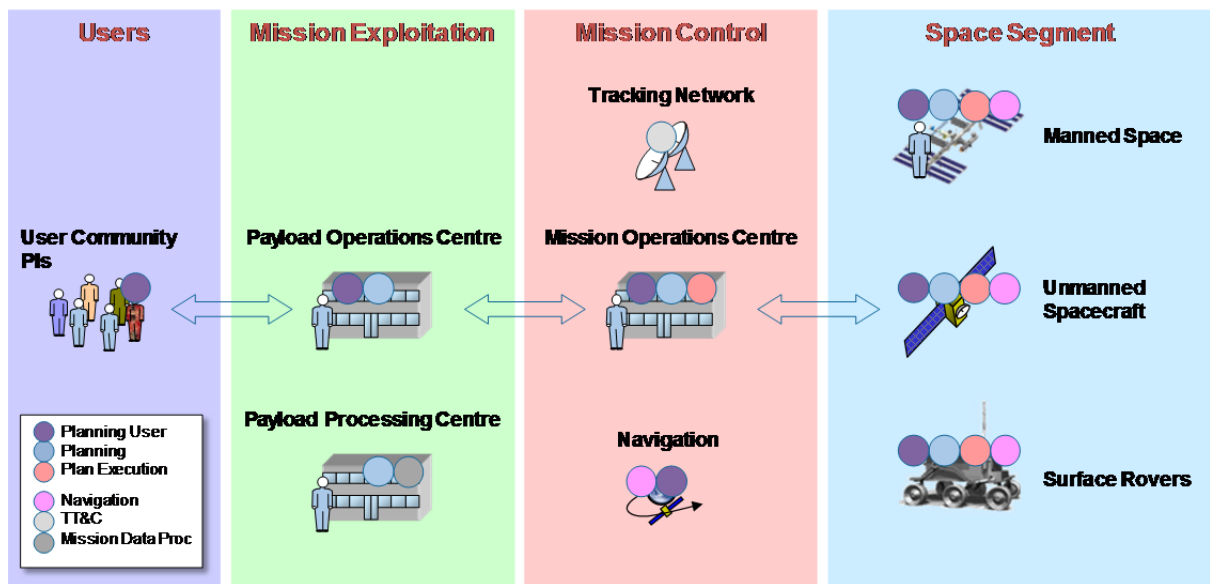 Users
Mission Exploitation
Mission Control
Space Segment
Tracking Network
Manned Space
User Community
PIs
Payload Operations Centre
Mission Operations Centre
Unmanned
Spacecraft
Payload Processing Centre
Navigation
Surface Rovers
Planning User
Planning
Plan Execution
Navigation
TT&C
Mission Data Proc